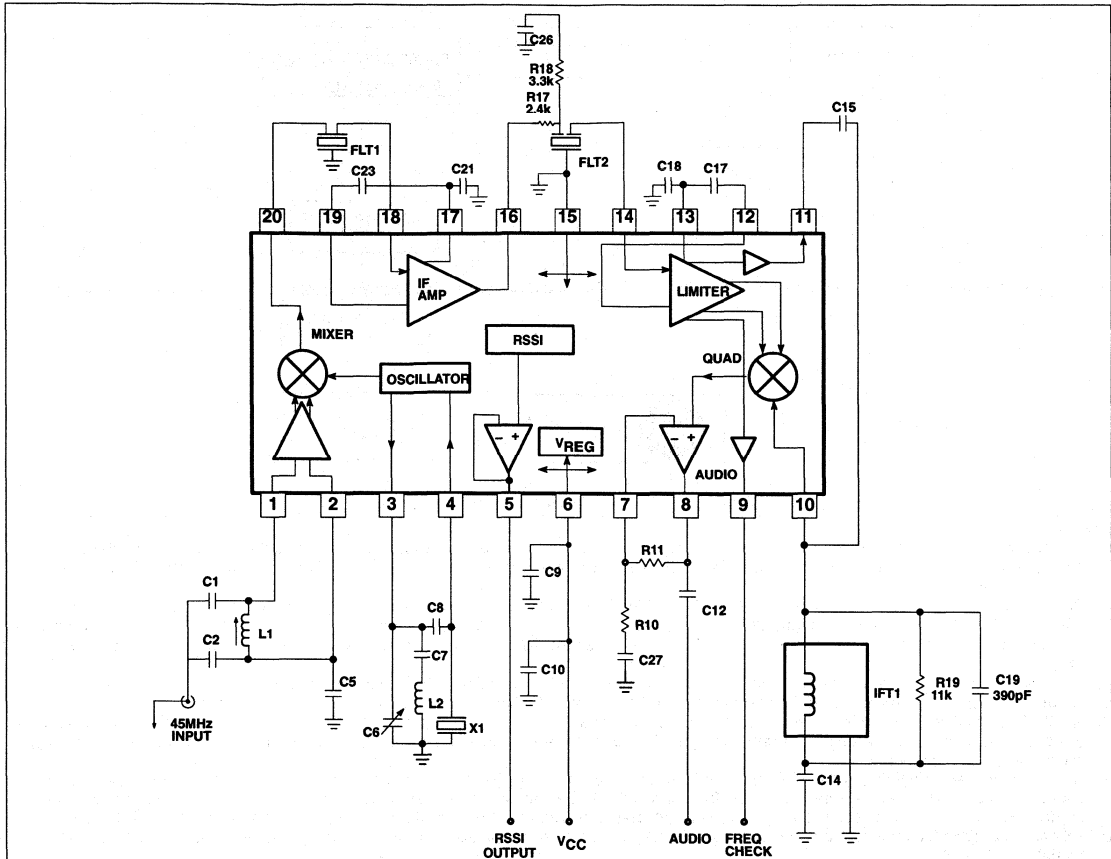 C26
R18
3.3k
R17
2.4k
C15
FLT1
FLT2
C23
C21
C18
C17
20
19
18
17
16
15
14
13
12
11
IF
AMP
LIMITER
MIXER
RSSI
QUAD
OSCILLATOR
− +
VREG
− +
AUDIO
1
2
3
4
5
6
7
8
9
10
C1
C2
L1
C5
45MHz
INPUT
C8
C7
L2
C6
X1
C9
C10
R11
R10
C12
C27
IFT1
R19
11k
C19
390pF
C14
RSSI
OUTPUT
VCC
AUDIO
FREQ
CHECK